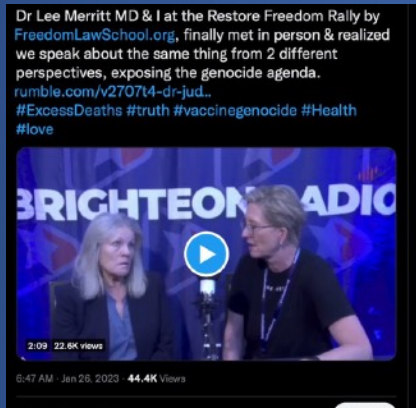 Dr Lee Merritt MD & I at the Restore Freedom Rally by
FreedomLawSchool.org, finally met in person & realized
we speak about the same thing from 2 different
perspectives, exposing the genocide agenda.
rumble.com/v2707t4-dr-jud...
#ExcessDeaths #truth #vaccinegenocide #Health
#love
BRIGHTEON RADIO
2:09 22.6K views
6:47 AM · Jan 26, 2023 · 44.4K Views